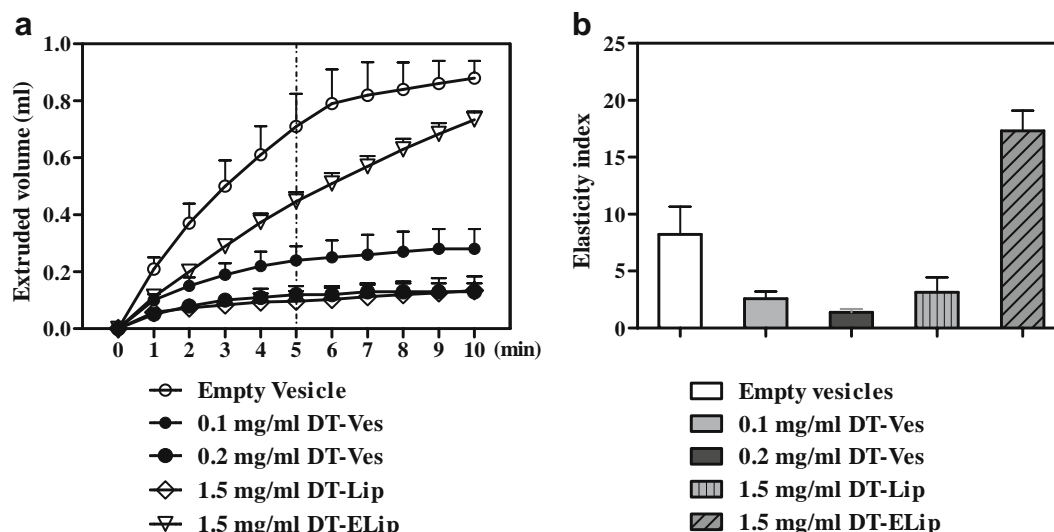 a
Extruded volume (ml)
1.0
0.8
0.6
0.4
0.2
0.0
0 1 2 3 4 5 6 7 8 9 10 (min)
Empty Vesicle
0.1 mg/ml DT-Ves
0.2 mg/ml DT-Ves
1.5 mg/ml DT-Lip
1.5 mg/ml DT-ELip
b
Elasticity index
25
20
15
10
5
0
Empty vesicles
0.1 mg/ml DT-Ves
0.2 mg/ml DT-Ves
1.5 mg/ml DT-Lip
1.5 mg/ml DT-ELip